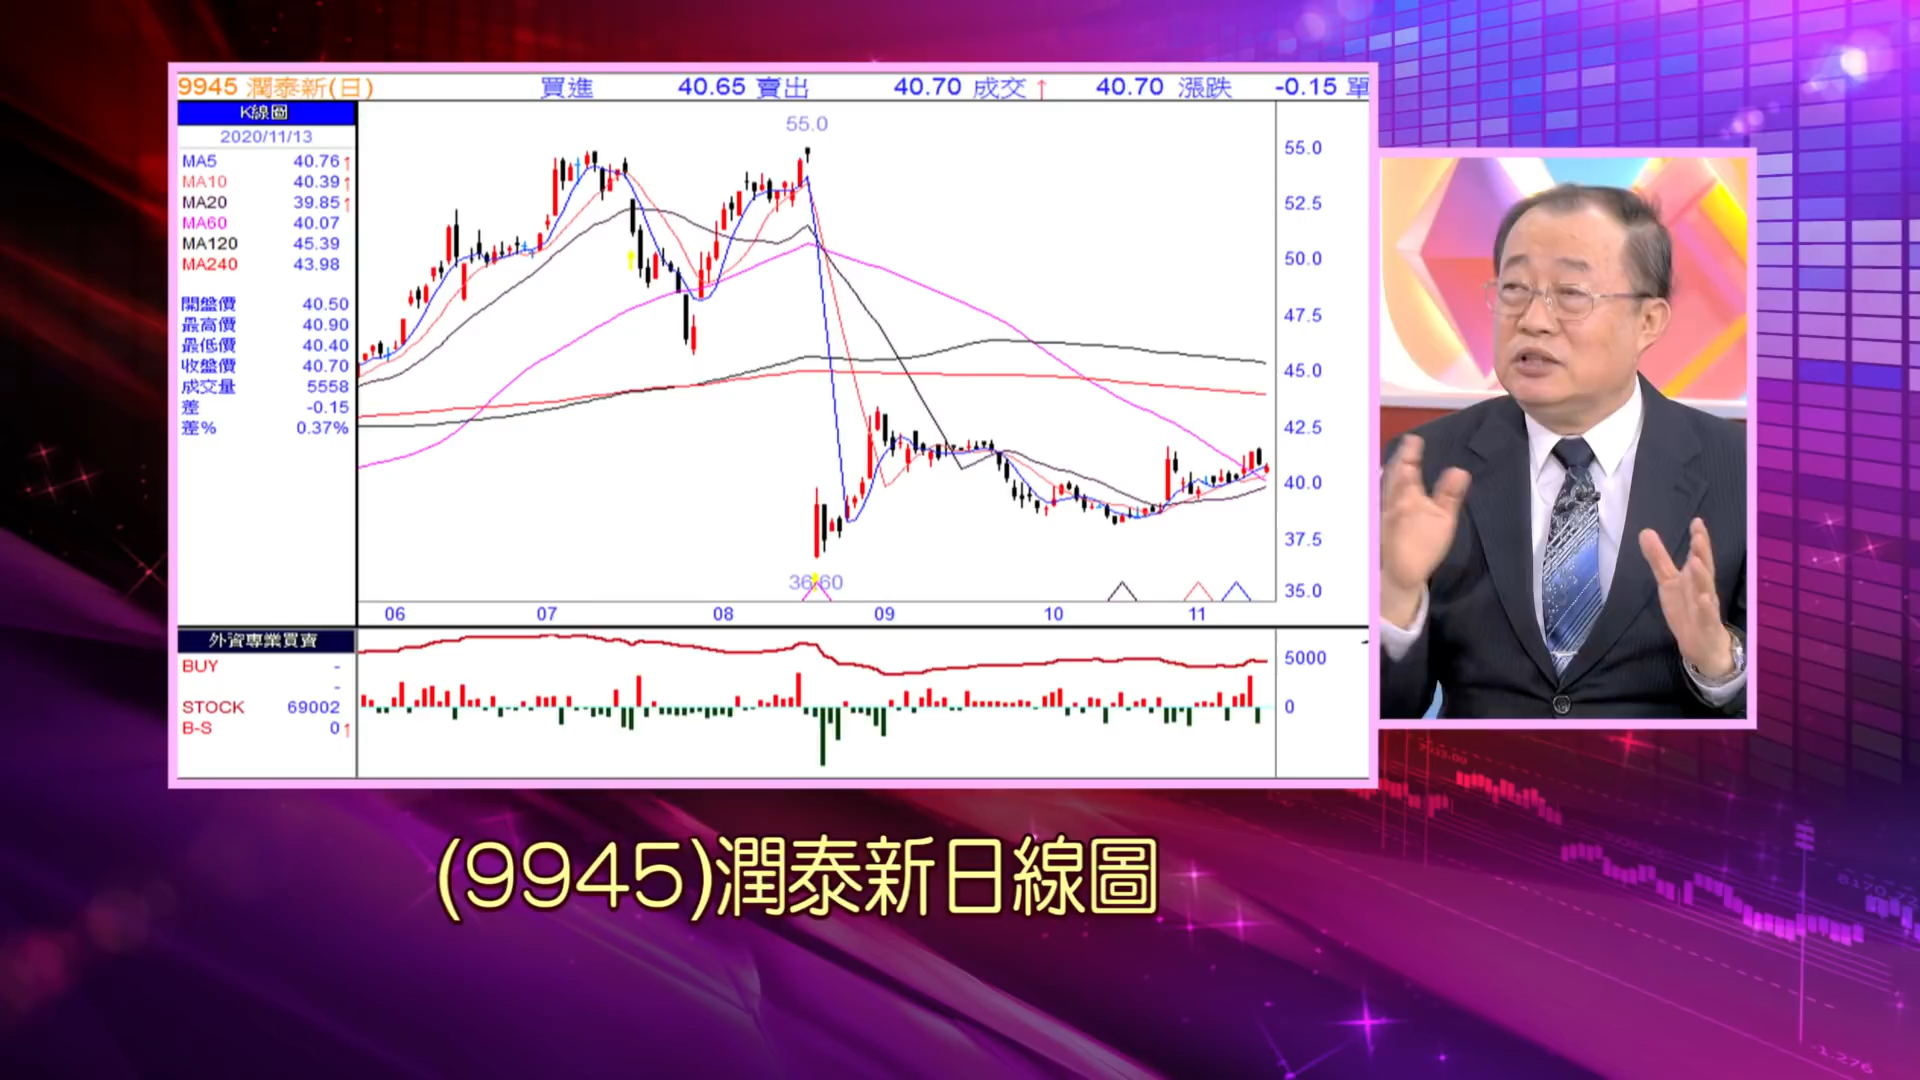 9945 潤泰新(日) 買進 40.65 賣出 40.70 成交↑ 40.70 漲跌 -0.15 單
K線圖
2020/11/13
MA5 40.76↑
MA10 40.39↑
MA20 39.85↑
MA60 40.07
MA120 45.39
MA240 43.98
開盤價 40.50
最高價 40.90
最低價 40.40
收盤價 40.70
成交量 5558
差 -0.15
差% 0.37%
55.0
36.60
55.0
52.5
50.0
47.5
45.0
42.5
40.0
37.5
35.0
06 07 08 09 10 11
外資專業買賣
BUY -
-
STOCK 69002
B-S 0↑
5000
0
(9945)潤泰新日線圖